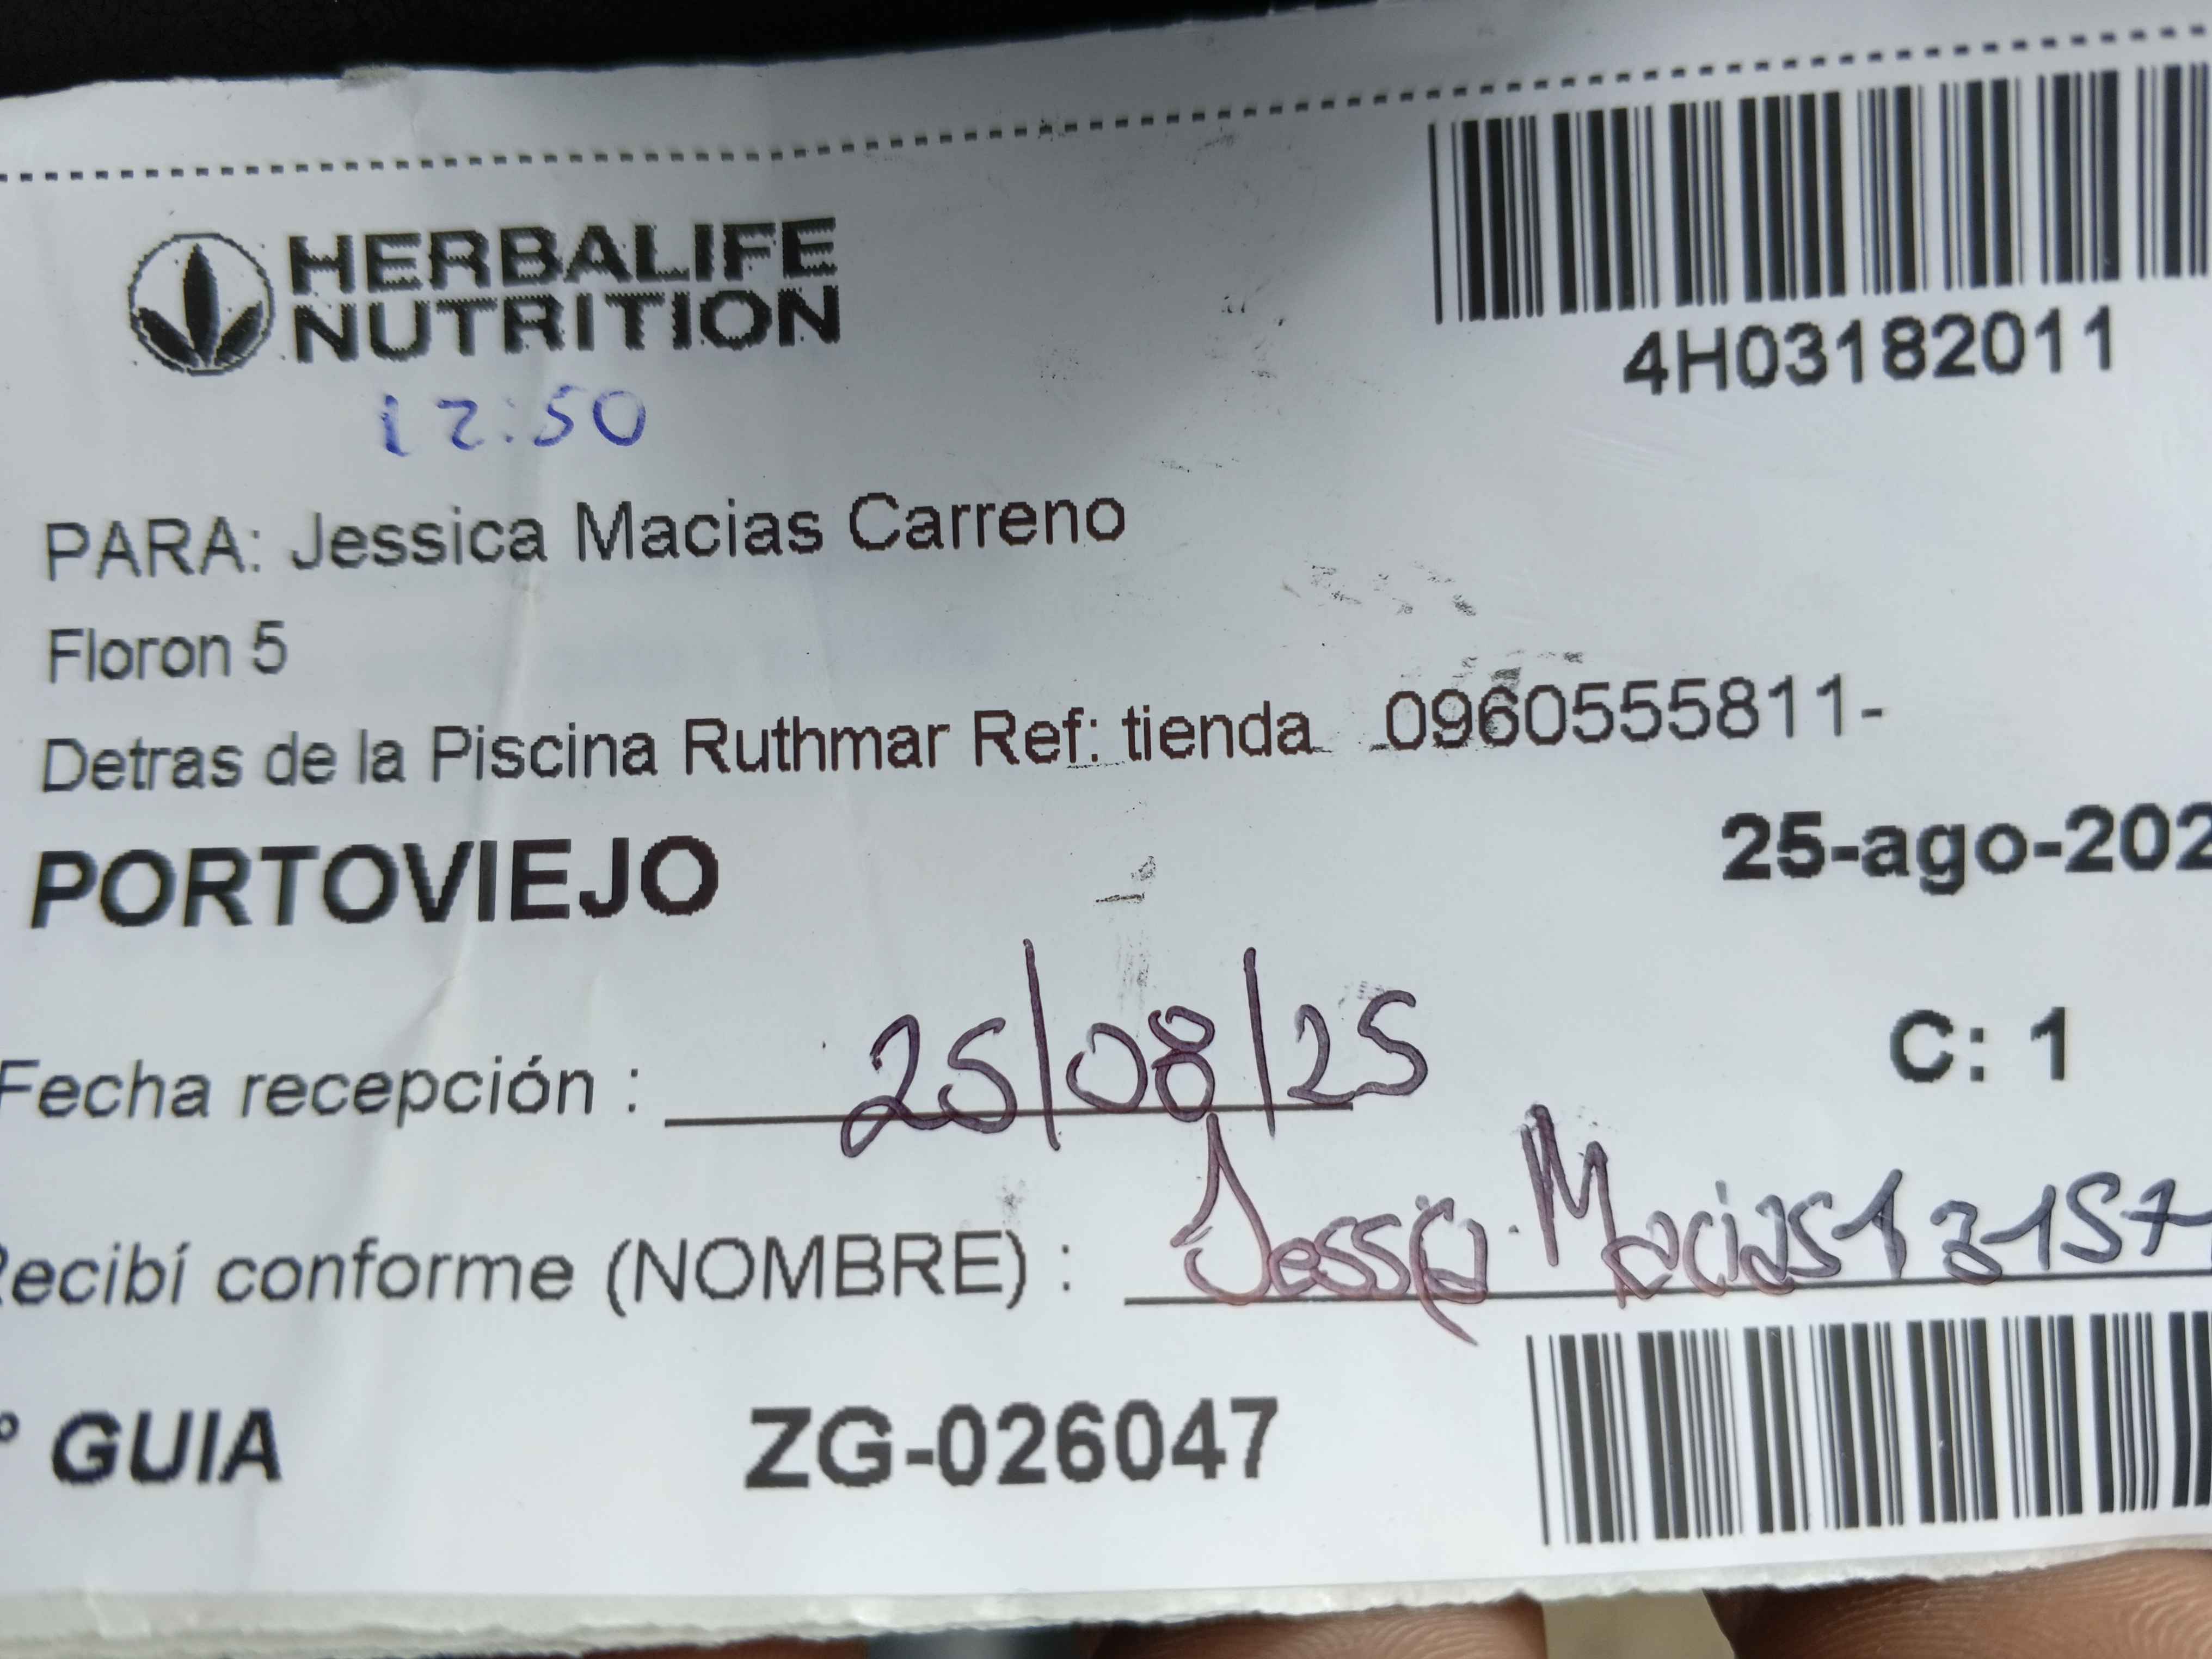 HERBALIFE
NUTRITION
4H03182011
12:50
PARA: Jessica Macias Carreno
Floron 5
Detras de la Piscina Ruthmar Ref: tienda 0960555811-
PORTOVIEJO
25-ago-202
Fecha recepción : 25/08/25
C: 1
Recibí conforme (NOMBRE) : Macias
° GUIA ZG-026047